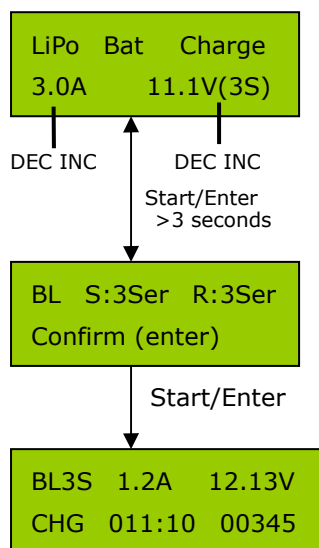 LiPo Bat Charge
3.0A 11.1V(3S)
DEC INC DEC INC
Start/Enter
>3 seconds
BL S:3Ser R:3Ser
Confirm (enter)
Start/Enter
BL3S 1.2A 12.13V
CHG 011:10 00345